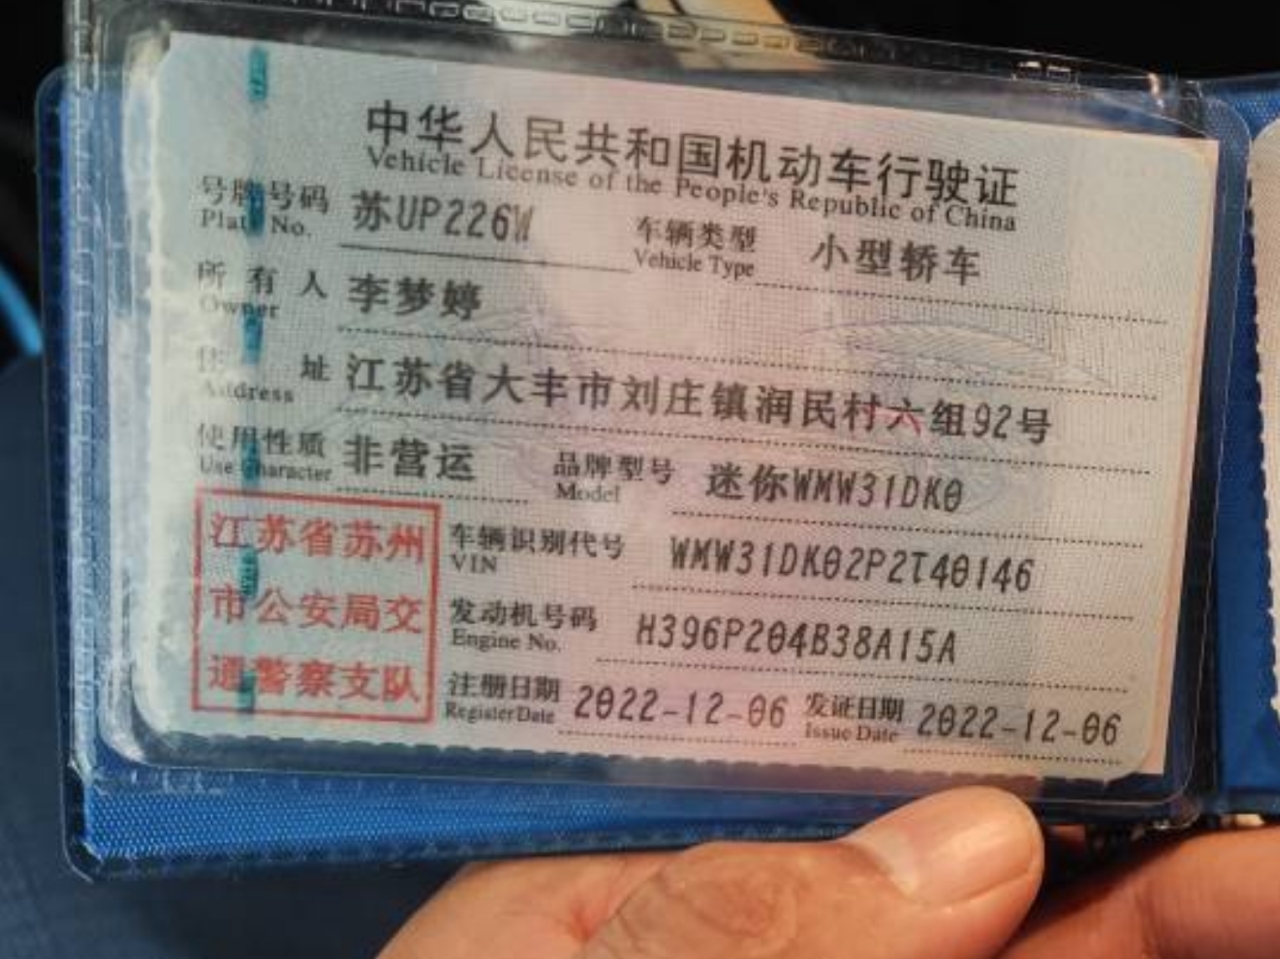 中华人民共和国机动车行驶证
Vehicle License of the People's Republic of China
号牌号码 苏UP226W 车辆类型 小型轿车
Plate No. Vehicle Type
所有人 李梦婷
Owner
住址 江苏省大丰市刘庄镇润民村六组92号
Address
使用性质 非营运 品牌型号 迷你WMW31DK0
Use Character Model
江苏省苏州
市公安局交
通警察支队
车辆识别代号 WMW31DK02P2T40146
VIN
发动机号码 H396P204B38A15A
Engine No.
注册日期 2022-12-06 发证日期 2022-12-06
Register Date Issue Date